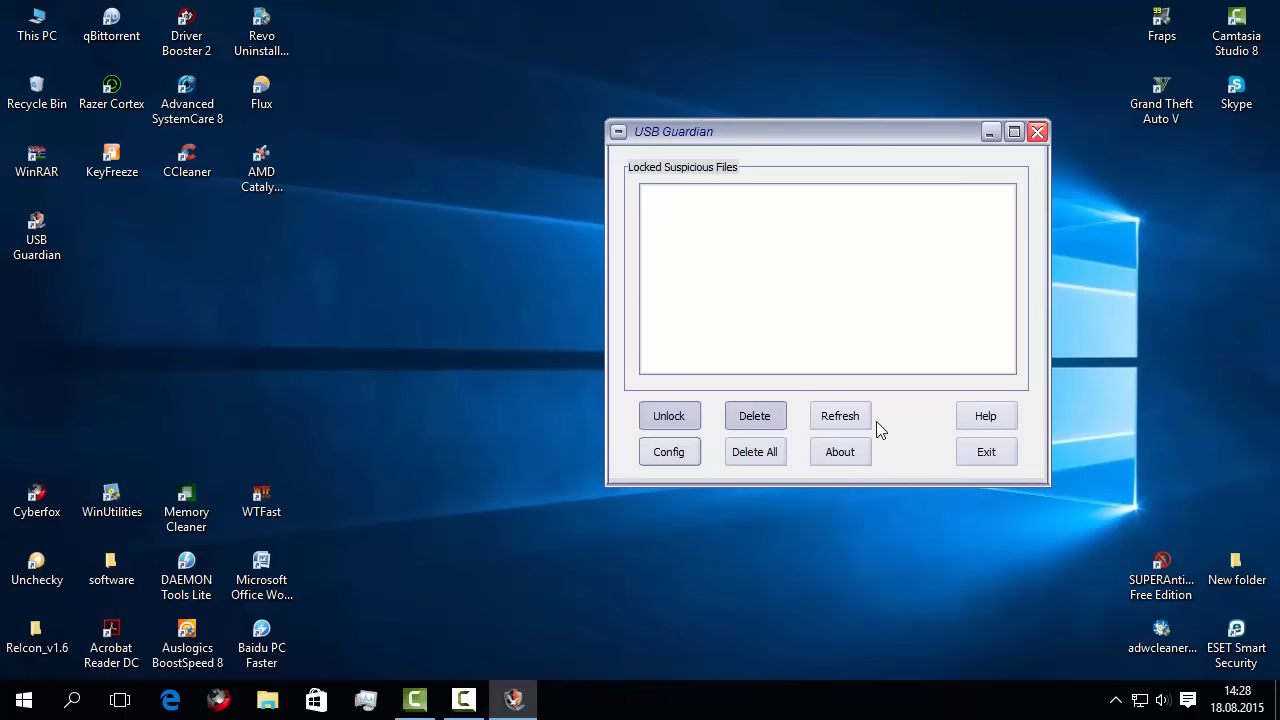 This PC
qBittorrent
Driver
Booster 2
Revo
Uninstall...
Fraps
Camtasia
Studio 8
Recycle Bin
Razer Cortex
Advanced
SystemCare 8
Flux
Grand Theft
Auto V
Skype
WinRAR
KeyFreeze
CCleaner
AMD
Cataly...
USB
Guardian
USB Guardian
Locked Suspicious Files
Unlock
Delete
Refresh
Help
Config
Delete All
About
Exit
Cyberfox
WinUtilities
Memory
Cleaner
WTFast
Unchecky
software
DAEMON
Tools Lite
Microsoft
Office Wo...
SUPERAnti...
Free Edition
New folder
Relcon_v1.6
Acrobat
Reader DC
Auslogics
BoostSpeed 8
Baidu PC
Faster
adwcleaner...
ESET Smart
Security
14:28
18.08.2015